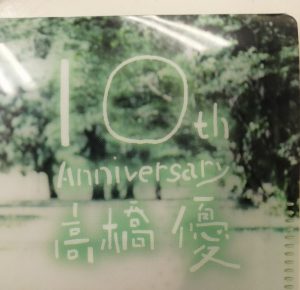 10th
Anniversary
高橋 優